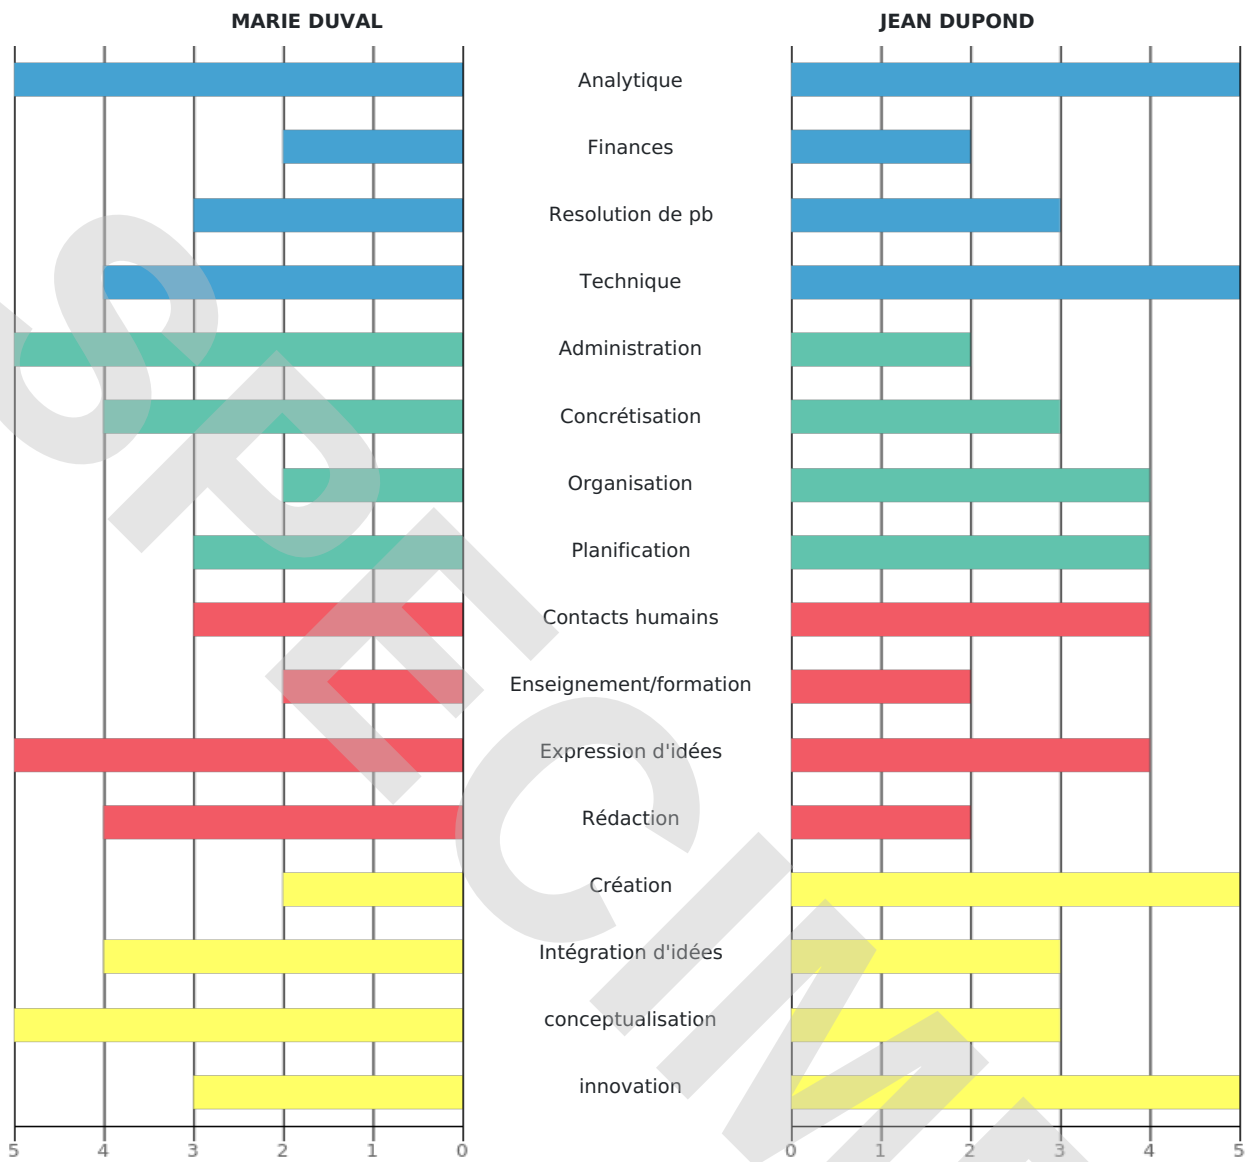 MARIE DUVAL JEAN DUPOND
Analytique
Finances
Resolution de pb
Technique
Administration
Concrétisation
Organisation
Planification
Contacts humains
Enseignement/formation
Expression d'idées
Rédaction
Création
Intégration d'idées
conceptualisation
innovation
5 4 3 2 1 0 0 1 2 3 4 5
SPECIM